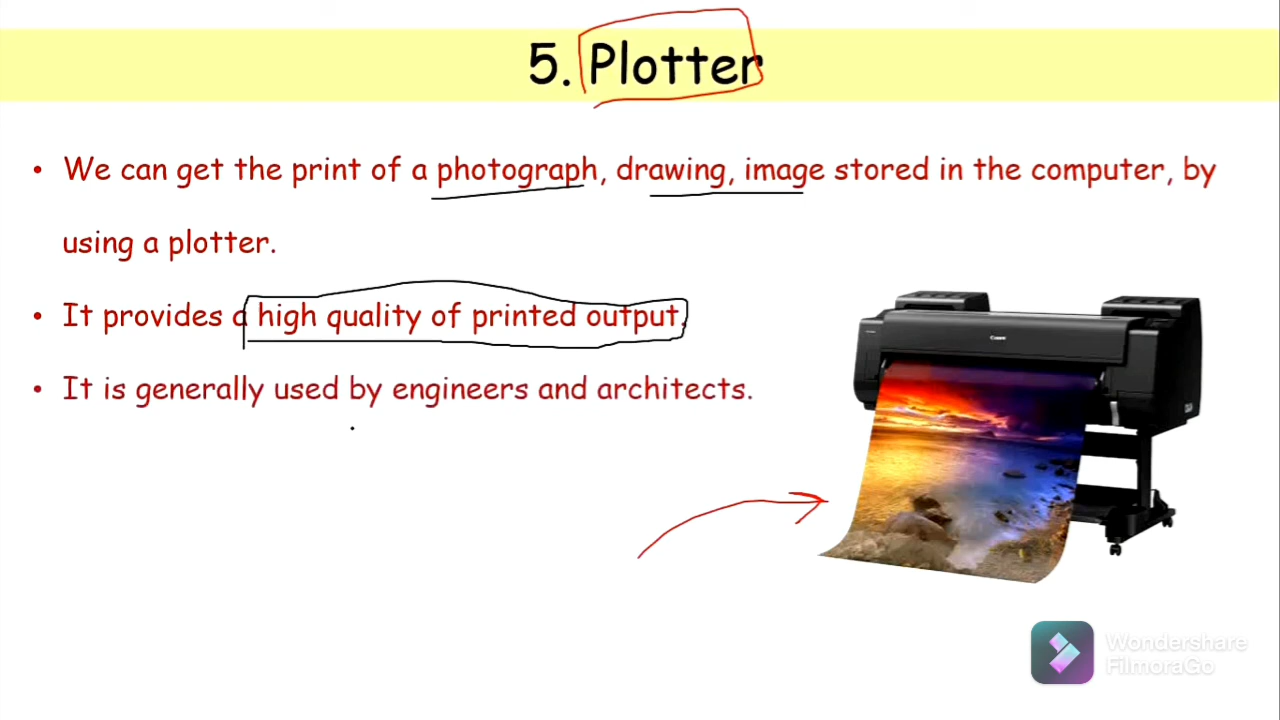 5. Plotter
• We can get the print of a photograph, drawing, image stored in the computer, by
using a plotter.
• It provides a high quality of printed output.
• It is generally used by engineers and architects.
Canon
Wondershare
FilmoraGo